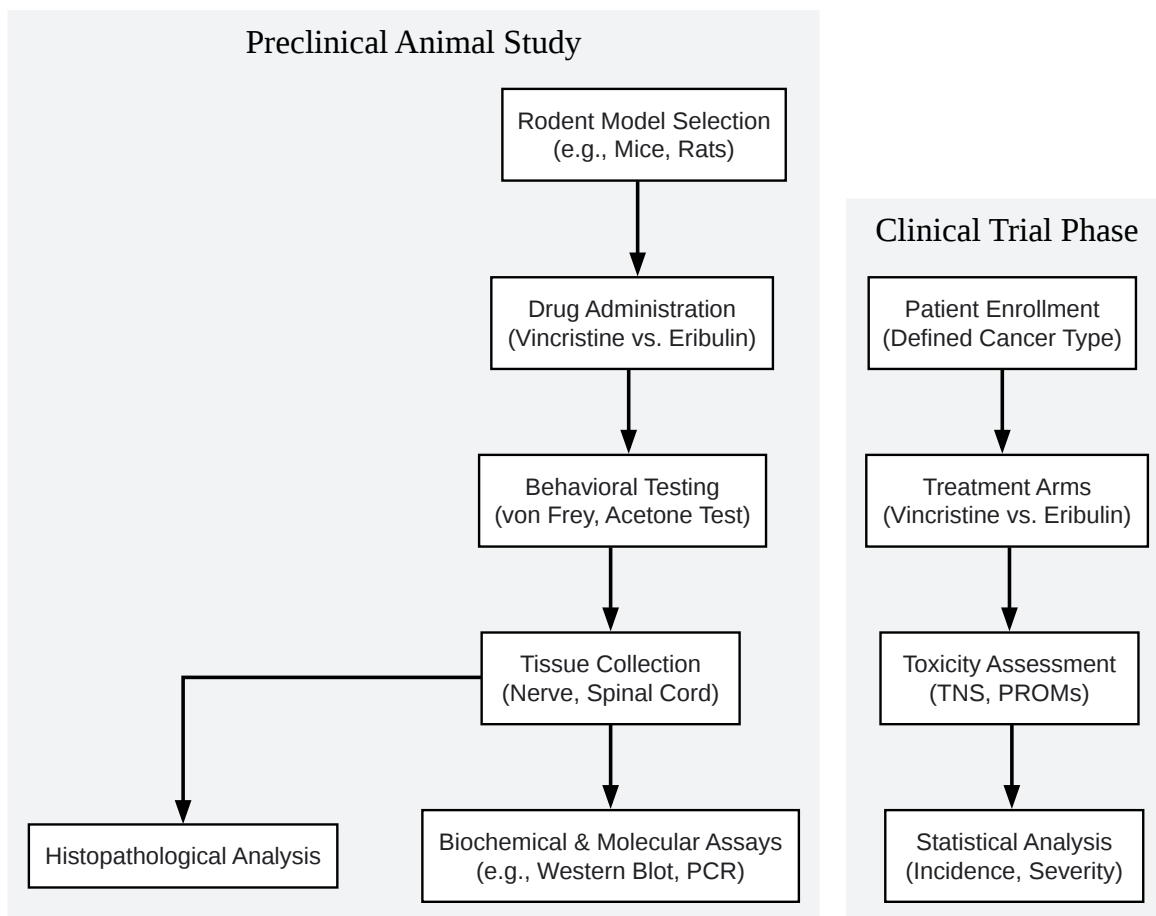 Preclinical Animal Study
Rodent Model Selection
(e.g., Mice, Rats)
Drug Administration
(Vincristine vs. Eribulin)
Behavioral Testing
(von Frey, Acetone Test)
Tissue Collection
(Nerve, Spinal Cord)
Histopathological Analysis
Biochemical & Molecular Assays
(e.g., Western Blot, PCR)
Clinical Trial Phase
Patient Enrollment
(Defined Cancer Type)
Treatment Arms
(Vincristine vs. Eribulin)
Toxicity Assessment
(TNS, PROMs)
Statistical Analysis
(Incidence, Severity)